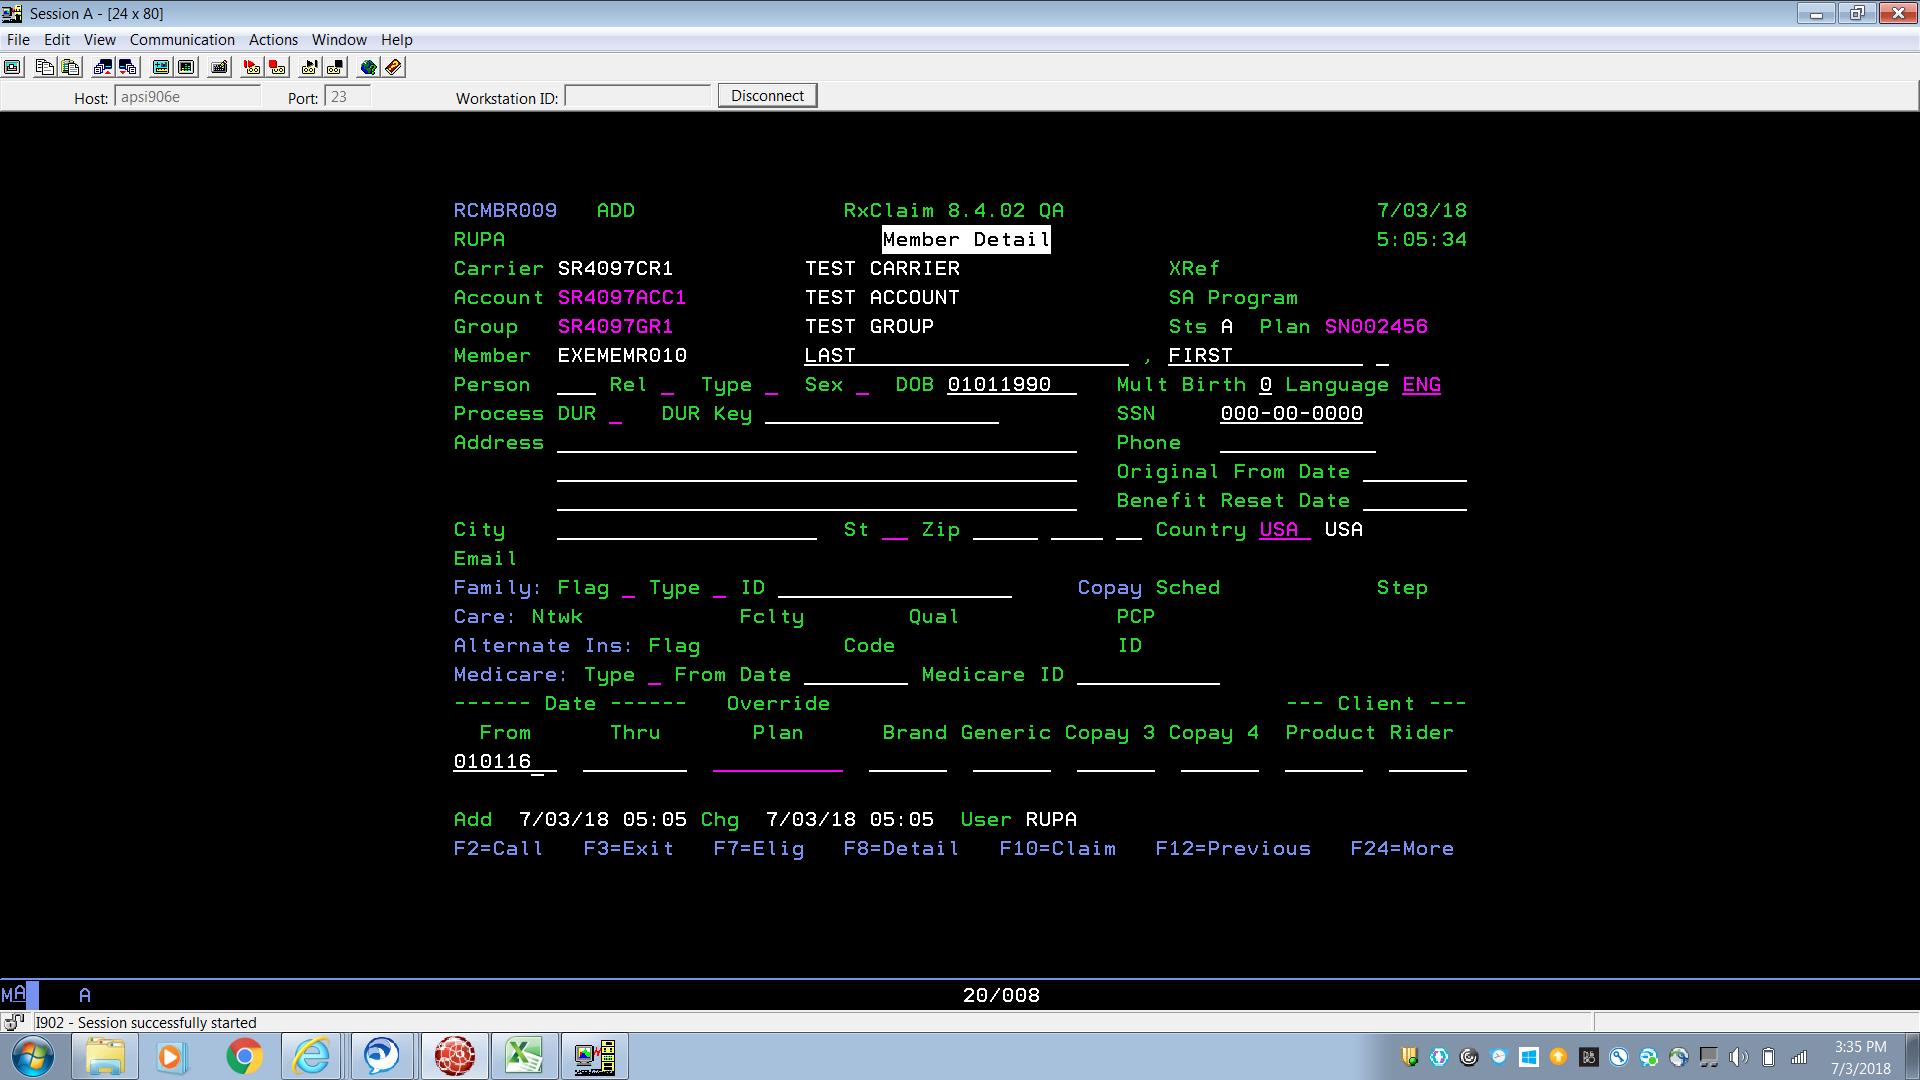 Session A - [24 x 80]
File Edit View Communication Actions Window Help
Host: apsi906e Port: 23 Workstation ID: Disconnect
RCMBR009 ADD RxClaim 8.4.02 QA 7/03/18
RUPA Member Detail 5:05:34
Carrier SR4097CR1 TEST CARRIER XRef
Account SR4097ACC1 TEST ACCOUNT SA Program
Group SR4097GR1 TEST GROUP Sts A Plan SN002456
Member EXEMEMR010 LAST , FIRST
Person Rel Type Sex DOB 01011990 Mult Birth 0 Language ENG
Process DUR DUR Key SSN 000-00-0000
Address Phone
Original From Date
Benefit Reset Date
City St Zip Country USA USA
Email
Family: Flag Type ID Copay Sched Step
Care: Ntwk Fclty Qual PCP
Alternate Ins: Flag Code ID
Medicare: Type From Date Medicare ID
------ Date ------ Override --- Client ---
From Thru Plan Brand Generic Copay 3 Copay 4 Product Rider
010116
Add 7/03/18 05:05 Chg 7/03/18 05:05 User RUPA
F2=Call F3=Exit F7=Elig F8=Detail F10=Claim F12=Previous F24=More
MA A 20/008
I902 - Session successfully started
3:35 PM
7/3/2018